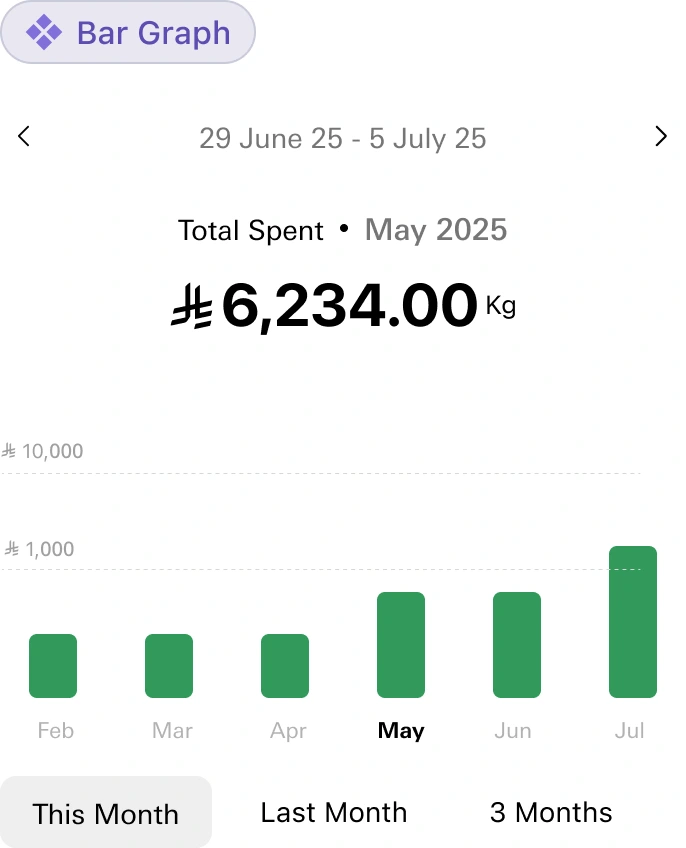 Bar Graph
29 June 25 - 5 July 25
Total Spent • May 2025
⃁ 6,234.00 Kg
⃁ 10,000
⃁ 1,000
Feb Mar Apr May Jun Jul
This Month Last Month 3 Months